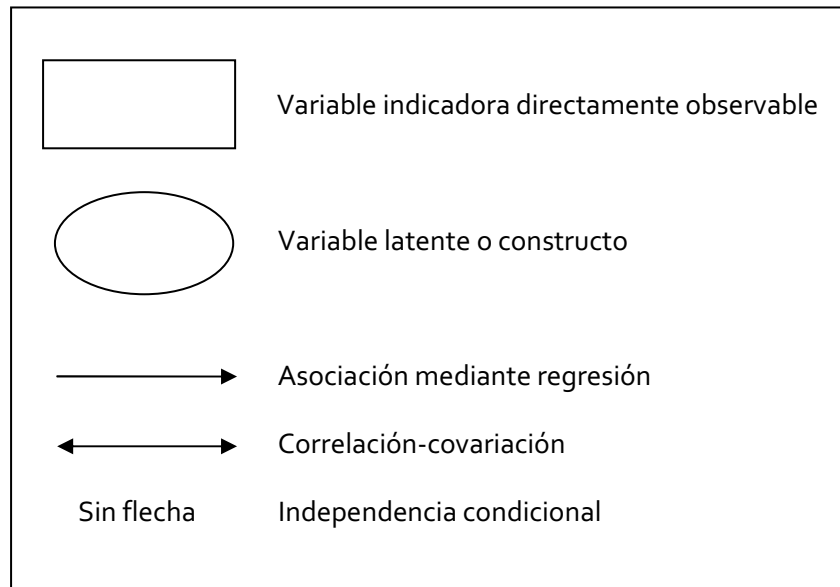 Variable indicadora directamente observable
Variable latente o constructo
Asociación mediante regresión
Correlación-covariación
Sin flecha Independencia condicional